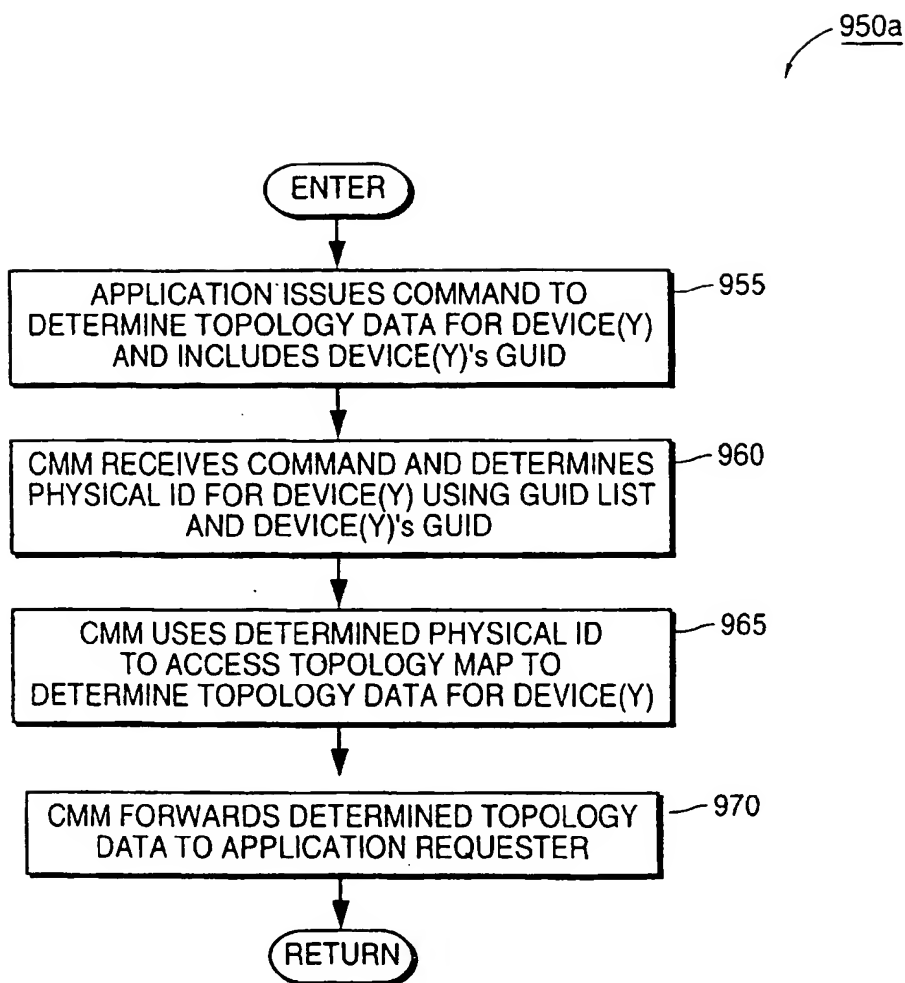 950a
ENTER
APPLICATION ISSUES COMMAND TO
DETERMINE TOPOLOGY DATA FOR DEVICE(Y)
AND INCLUDES DEVICE(Y)'s GUID
955
CMM RECEIVES COMMAND AND DETERMINES
PHYSICAL ID FOR DEVICE(Y) USING GUID LIST
AND DEVICE(Y)'s GUID
960
CMM USES DETERMINED PHYSICAL ID
TO ACCESS TOPOLOGY MAP TO
DETERMINE TOPOLOGY DATA FOR DEVICE(Y)
965
CMM FORWARDS DETERMINED TOPOLOGY
DATA TO APPLICATION REQUESTER
970
RETURN